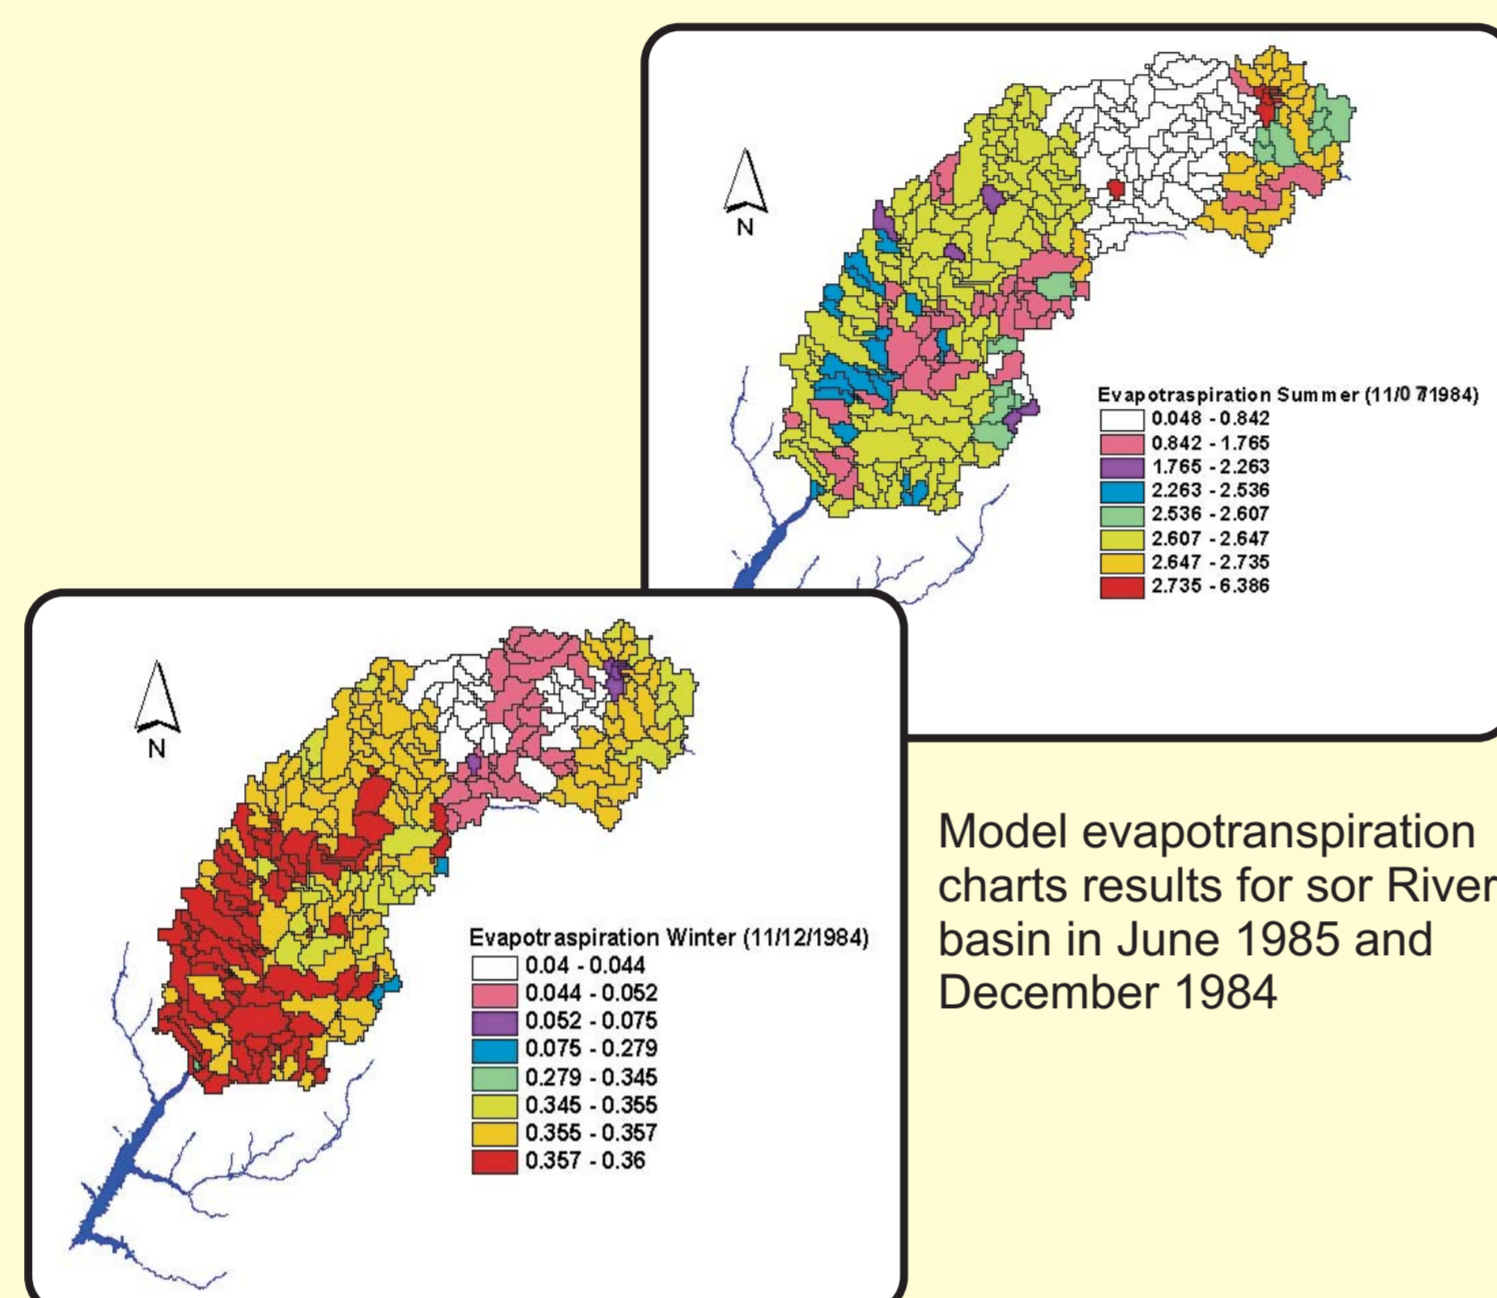 N
Evapotraspiration Summer (11/07/1984)
0.048 - 0.842
0.842 - 1.765
1.765 - 2.263
2.263 - 2.536
2.536 - 2.607
2.607 - 2.647
2.647 - 2.735
2.735 - 6.386
N
Evapotraspiration Winter (11/12/1984)
0.04 - 0.044
0.044 - 0.052
0.052 - 0.075
0.075 - 0.279
0.279 - 0.345
0.345 - 0.355
0.355 - 0.357
0.357 - 0.36
Model evapotranspiration
charts results for sor River
basin in June 1985 and
December 1984